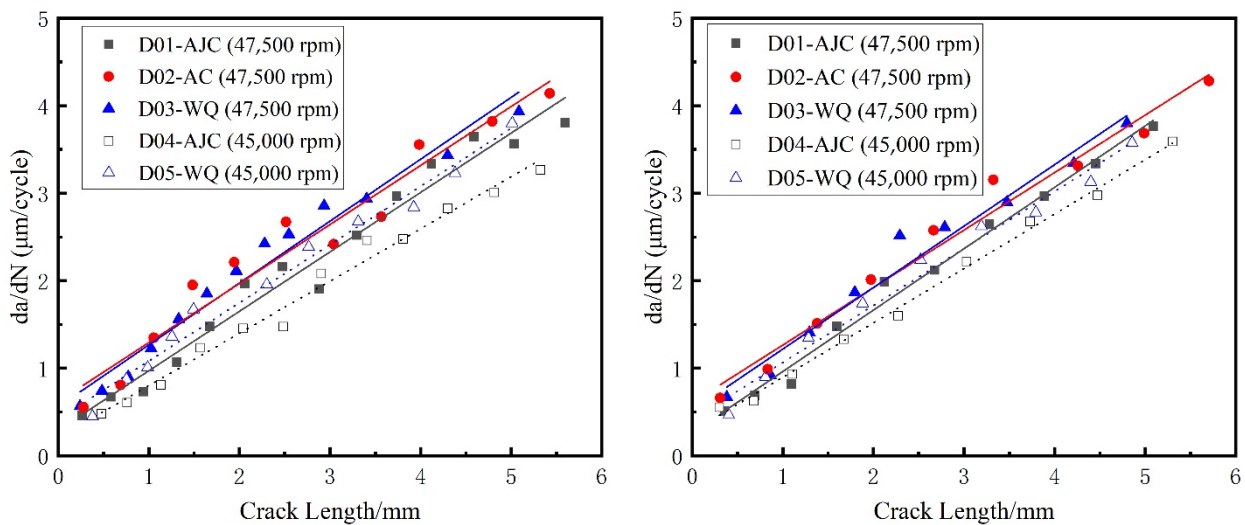 5
4
3
2
1
0
da/dN (μm/cycle)
D01-AJC (47,500 rpm)
D02-AC (47,500 rpm)
D03-WQ (47,500 rpm)
D04-AJC (45,000 rpm)
D05-WQ (45,000 rpm)
0 1 2 3 4 5 6
Crack Length/mm
5
4
3
2
1
0
da/dN (μm/cycle)
D01-AJC (47,500 rpm)
D02-AC (47,500 rpm)
D03-WQ (47,500 rpm)
D04-AJC (45,000 rpm)
D05-WQ (45,000 rpm)
0 1 2 3 4 5 6
Crack Length/mm